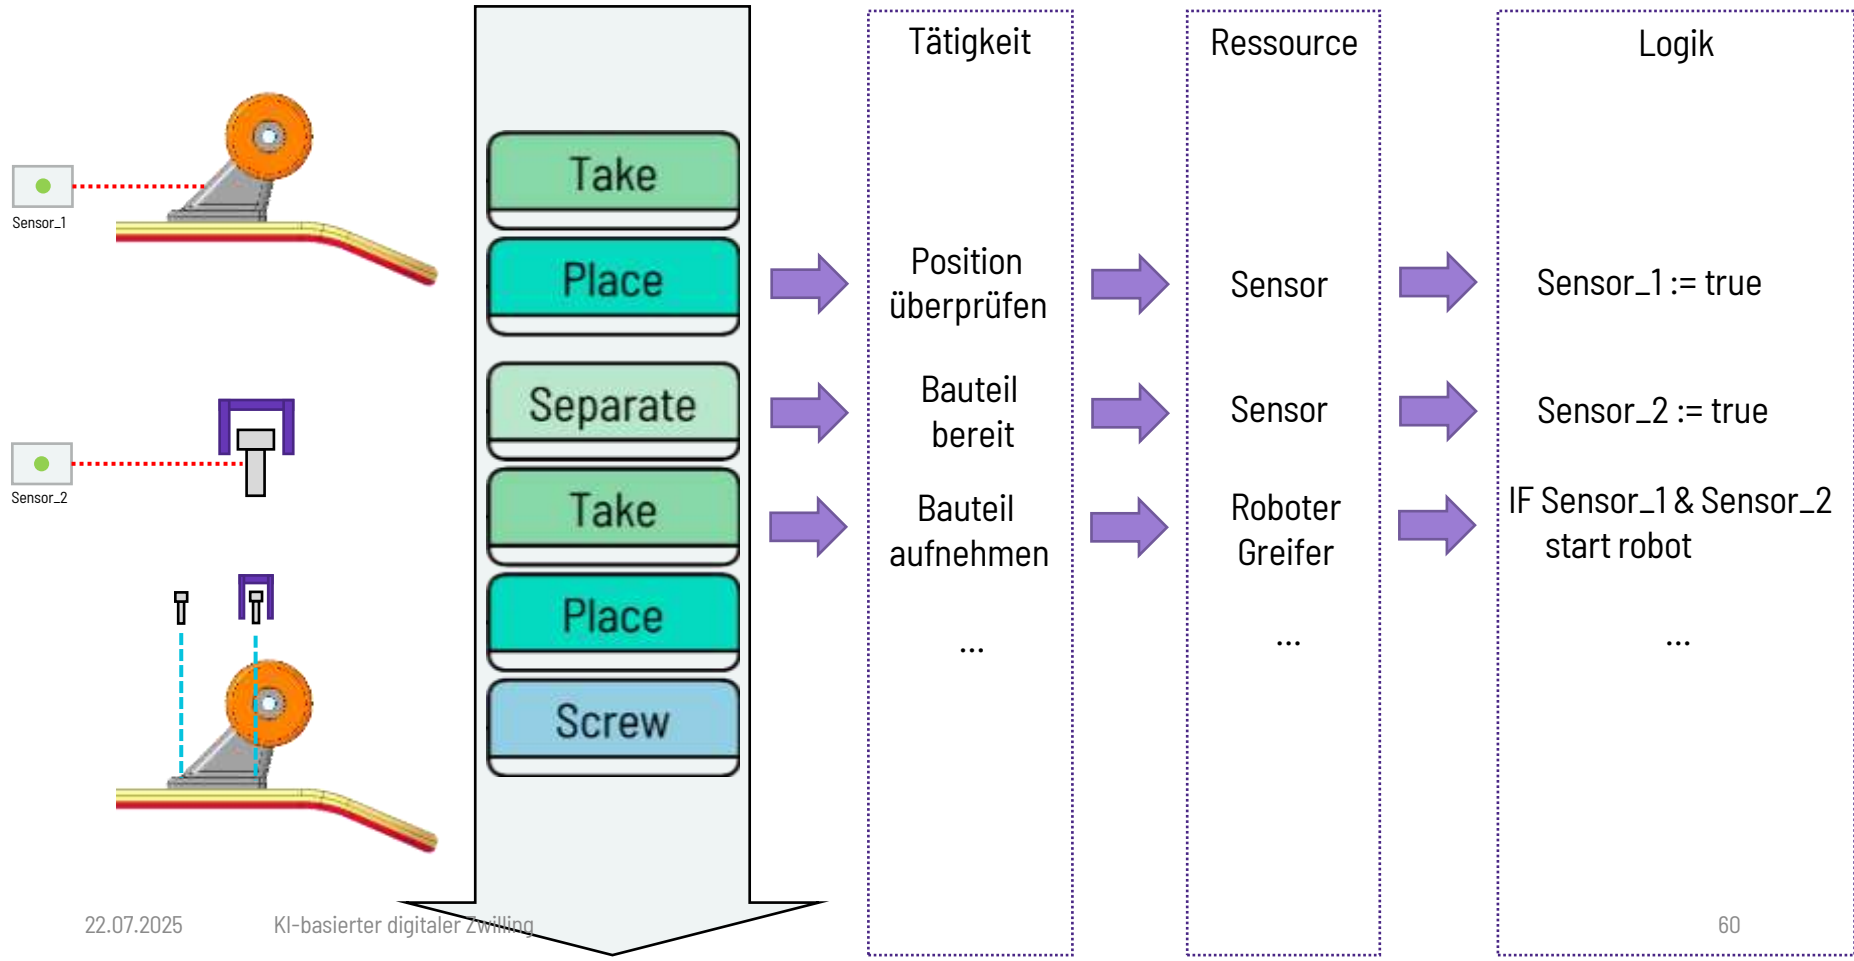 Sensor_1
Sensor_2
Take
Place
Separate
Take
Place
Screw
Tätigkeit
Position
überprüfen
Bauteil
bereit
Bauteil
aufnehmen
...
Ressource
Sensor
Sensor
Roboter
Greifer
...
Logik
Sensor_1 := true
Sensor_2 := true
IF Sensor_1 & Sensor_2
start robot
...
22.07.2025
KI-basierter digitaler Zwilling
60